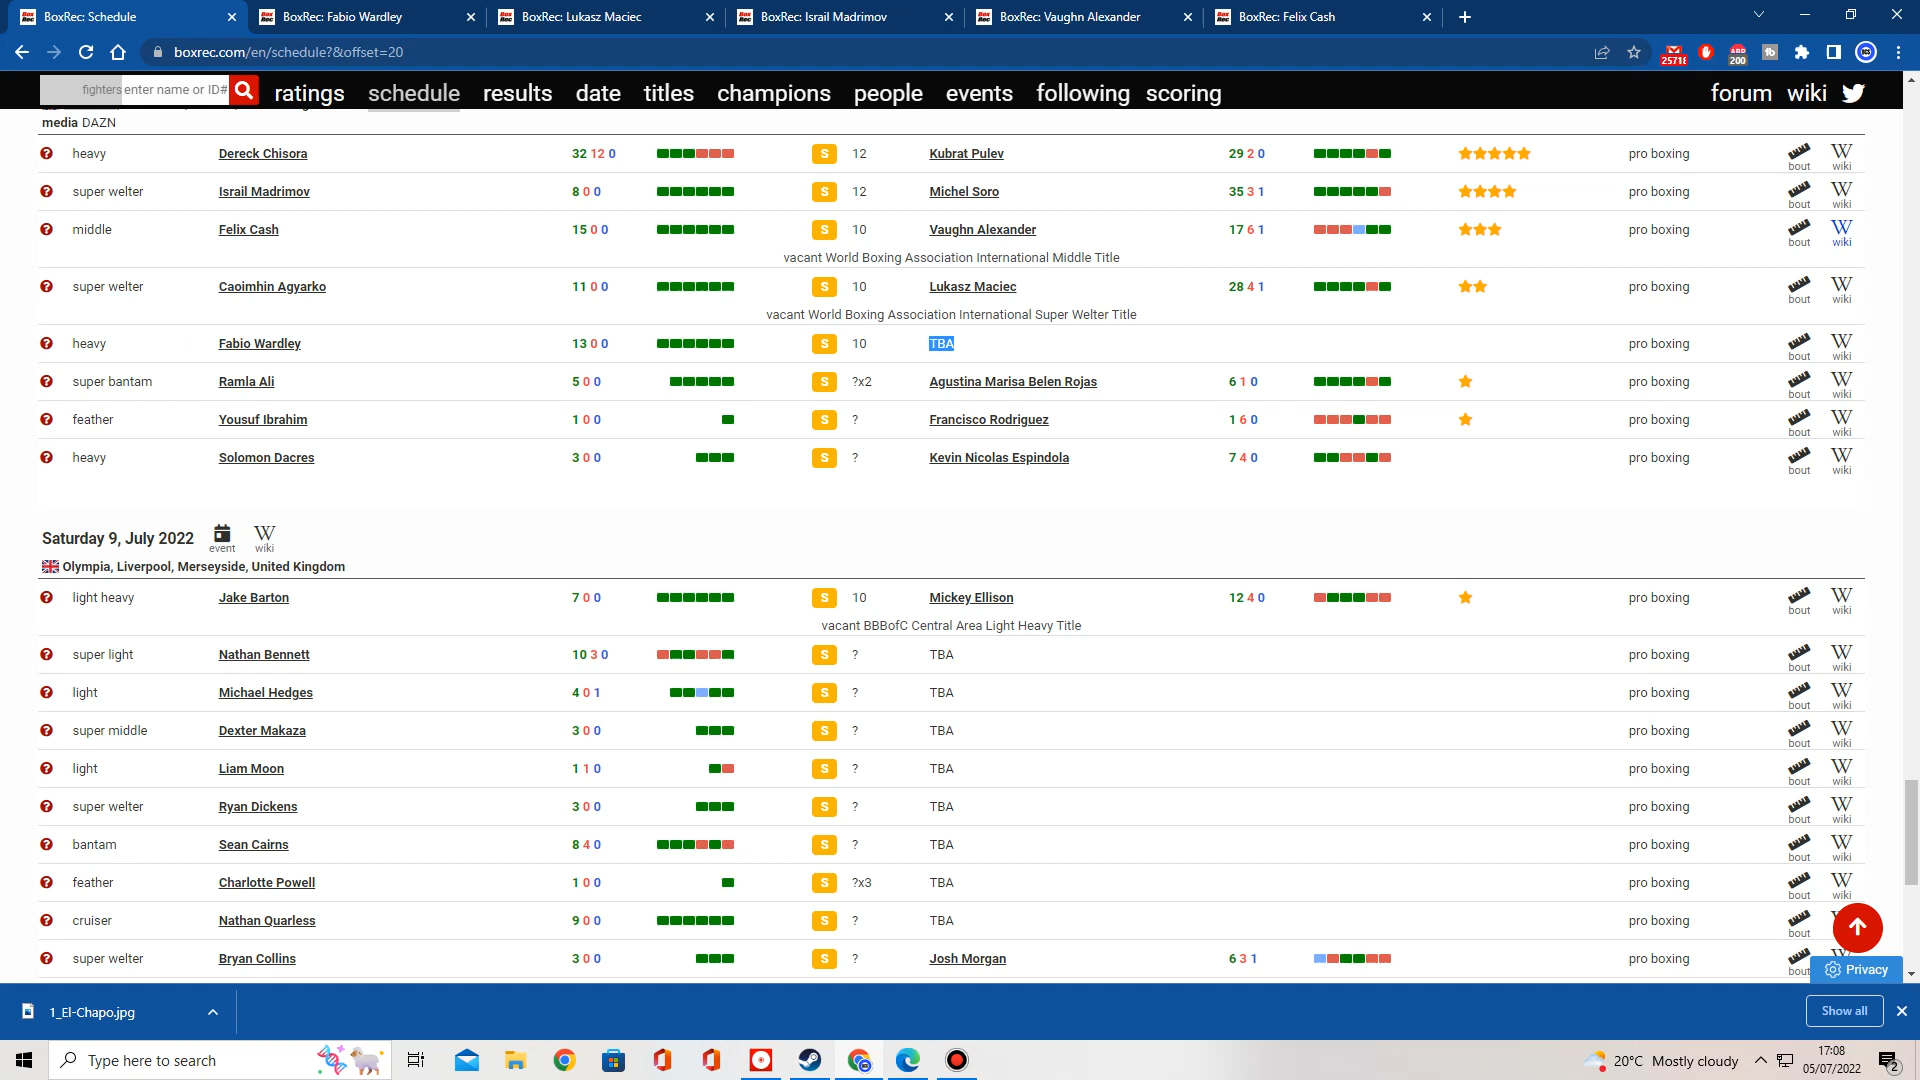 BoxRec: Schedule
BoxRec: Fabio Wardley
BoxRec: Lukasz Maciec
BoxRec: Israil Madrimov
BoxRec: Vaughn Alexander
BoxRec: Felix Cash
boxrec.com/en/schedule?&offset=20
25718
ABP
200
fighters enter name or ID#
ratings schedule results date titles champions people events following scoring
forum wiki
media DAZN
heavy Dereck Chisora 32 12 0 S 12 Kubrat Pulev 29 2 0 pro boxing bout W wiki
super welter Israil Madrimov 8 0 0 S 12 Michel Soro 35 3 1 pro boxing bout W wiki
middle Felix Cash 15 0 0 S 10 Vaughn Alexander 17 6 1 pro boxing bout W wiki
vacant World Boxing Association International Middle Title
super welter Caoimhin Agyarko 11 0 0 S 10 Lukasz Maciec 28 4 1 pro boxing bout W wiki
vacant World Boxing Association International Super Welter Title
heavy Fabio Wardley 13 0 0 S 10 TBA pro boxing bout W wiki
super bantam Ramla Ali 5 0 0 S ?x2 Agustina Marisa Belen Rojas 6 1 0 pro boxing bout W wiki
feather Yousuf Ibrahim 1 0 0 S ? Francisco Rodriguez 1 6 0 pro boxing bout W wiki
heavy Solomon Dacres 3 0 0 S ? Kevin Nicolas Espindola 7 4 0 pro boxing bout W wiki
Saturday 9, July 2022 event W wiki
Olympia, Liverpool, Merseyside, United Kingdom
light heavy Jake Barton 7 0 0 S 10 Mickey Ellison 12 4 0 pro boxing bout W wiki
vacant BBBofC Central Area Light Heavy Title
super light Nathan Bennett 10 3 0 S ? TBA pro boxing bout W wiki
light Michael Hedges 4 0 1 S ? TBA pro boxing bout W wiki
super middle Dexter Makaza 3 0 0 S ? TBA pro boxing bout W wiki
light Liam Moon 1 1 0 S ? TBA pro boxing bout W wiki
super welter Ryan Dickens 3 0 0 S ? TBA pro boxing bout W wiki
bantam Sean Cairns 8 4 0 S ? TBA pro boxing bout W wiki
feather Charlotte Powell 1 0 0 S ?x3 TBA pro boxing bout W wiki
cruiser Nathan Quarless 9 0 0 S ? TBA pro boxing bout
super welter Bryan Collins 3 0 0 S ? Josh Morgan 6 3 1 pro boxing bout
Privacy
1_El-Chapo.jpg
Show all
Type here to search
20°C Mostly cloudy
17:08
05/07/2022
2